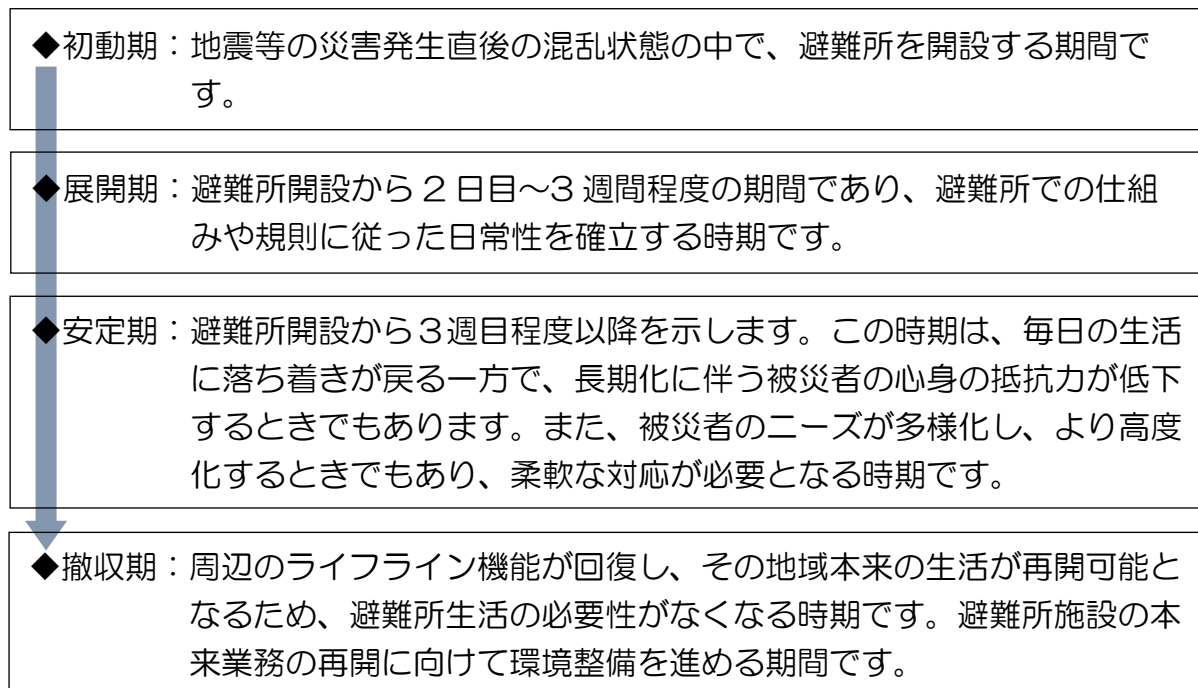 ◆初動期：地震等の災害発生直後の混乱状態の中で、避難所を開設する期間で
す。
◆展開期：避難所開設から２日目～３週間程度の期間であり、避難所での仕組
みや規則に従った日常性を確立する時期です。
◆安定期：避難所開設から３週目程度以降を示します。この時期は、毎日の生活
に落ち着きが戻る一方で、長期化に伴う被災者の心身の抵抗力が低下
するときでもあります。また、被災者のニーズが多様化し、より高度
化するときでもあり、柔軟な対応が必要となる時期です。
◆撤収期：周辺のライフライン機能が回復し、その地域本来の生活が再開可能と
なるため、避難所生活の必要性がなくなる時期です。避難所施設の本
来業務の再開に向けて環境整備を進める期間です。